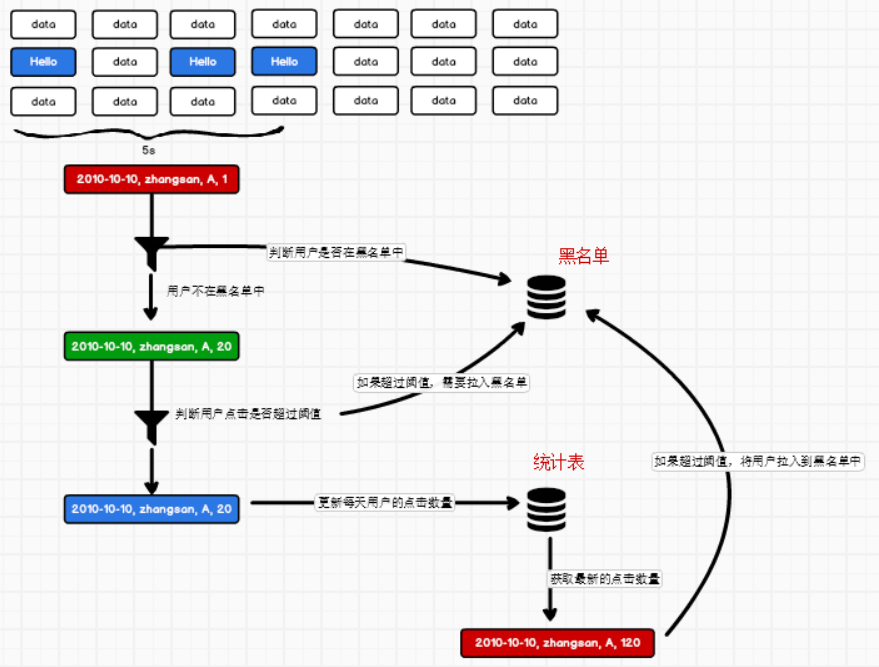 data data data data data data data
Hello data Hello Hello data data data
data data data data data data data
5s
2010-10-10, zhangsan, A, 1
判断用户是否在黑名单中
黑名单
用户不在黑名单中
2010-10-10, zhangsan, A, 20
如果超过阈值，需要拉入黑名单
判断用户点击是否超过阈值
统计表
如果超过阈值，将用户拉入到黑名单中
2010-10-10, zhangsan, A, 20
更新每天用户的点击数量
获取最新的点击数量
2010-10-10, zhangsan, A, 120